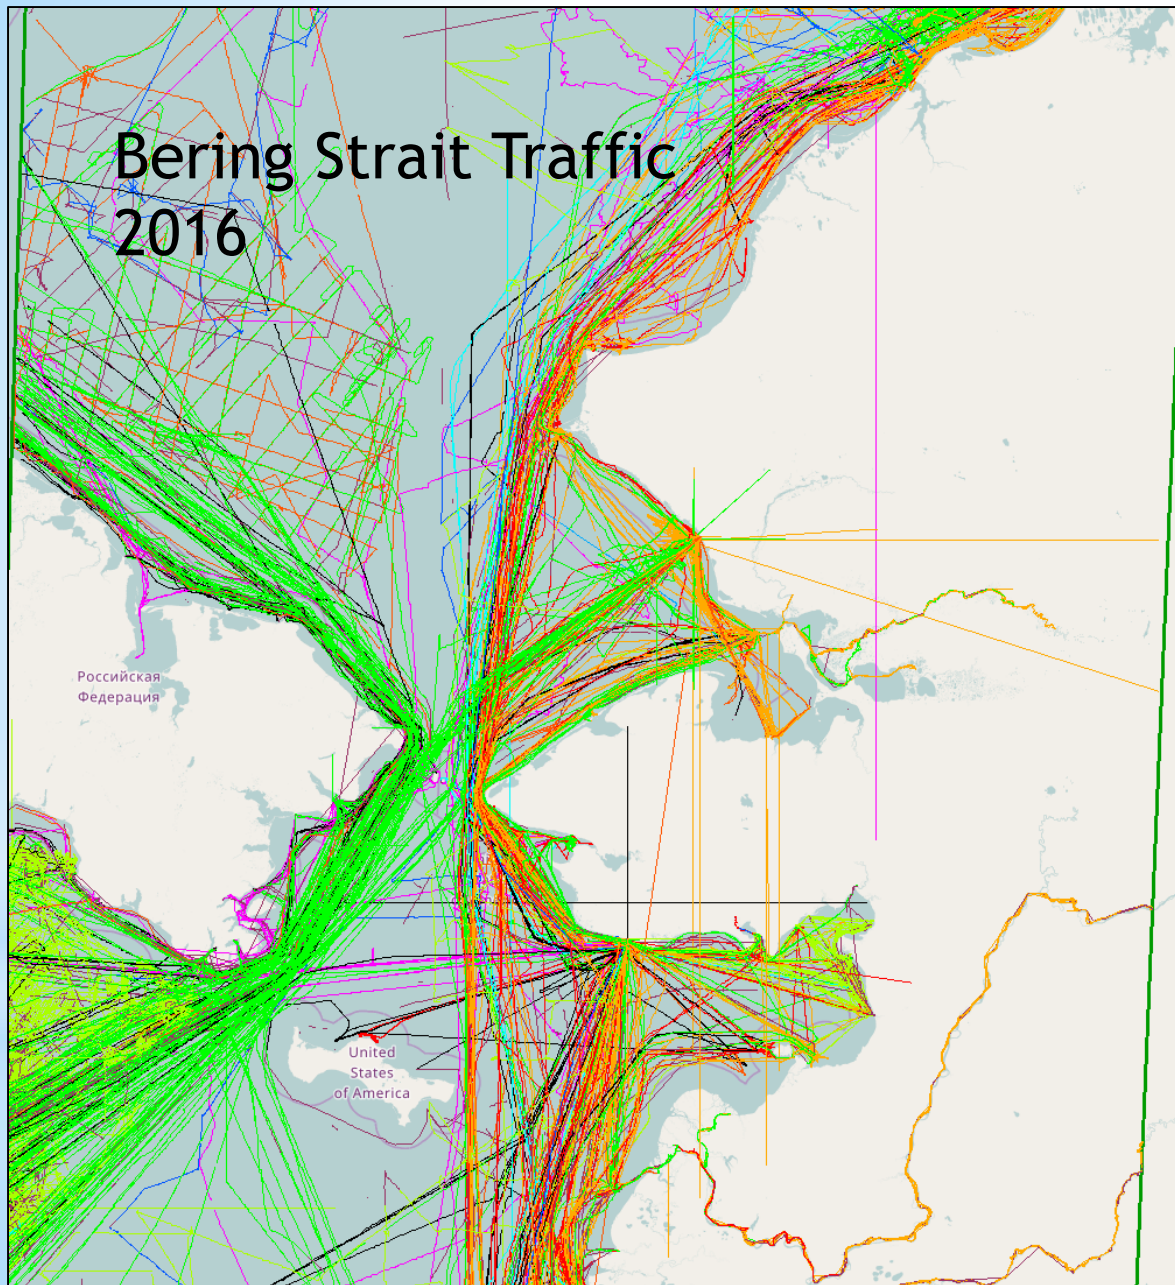 Bering Strait Traffic
2016
Российская
Федерация
United
States
of America